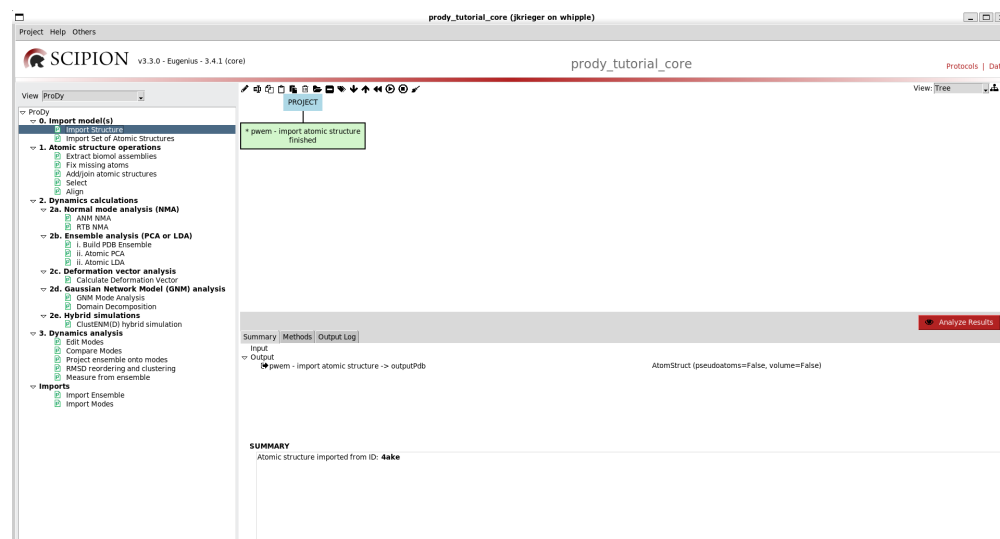 prody_tutorial_core (jkrieger on whipple)
Project Help Others
SCIPION v3.3.0 - Eugenius - 3.4.1 (core)
prody_tutorial_core
Protocols |
View ProDy
View: Tree
PROJECT
* pwem - import atomic structure
finished
ProDy
0. Import model(s)
Import Structure
Import Set of Atomic Structures
1. Atomic structure operations
Extract biomol assemblies
Fix missing atoms
Add/join atomic structures
Select
Align
2. Dynamics calculations
2a. Normal mode analysis (NMA)
ANM NMA
RTB NMA
2b. Ensemble analysis (PCA or LDA)
i. Build PDB Ensemble
ii. Atomic PCA
ii. Atomic LDA
2c. Deformation vector analysis
Calculate Deformation Vector
2d. Gaussian Network Model (GNM) analysis
GNM Mode Analysis
Domain Decomposition
2e. Hybrid simulations
ClustENM(D) hybrid simulation
3. Dynamics analysis
Edit Modes
Compare Modes
Project ensemble onto modes
RMSD reordering and clustering
Measure from ensemble
Imports
Import Ensemble
Import Modes
Analyze Results
Summary Methods Output Log
Input
Output
pwem - import atomic structure -> outputPdb AtomStruct (pseudoatoms=False, volume=False)
SUMMARY
Atomic structure imported from ID: 4ake